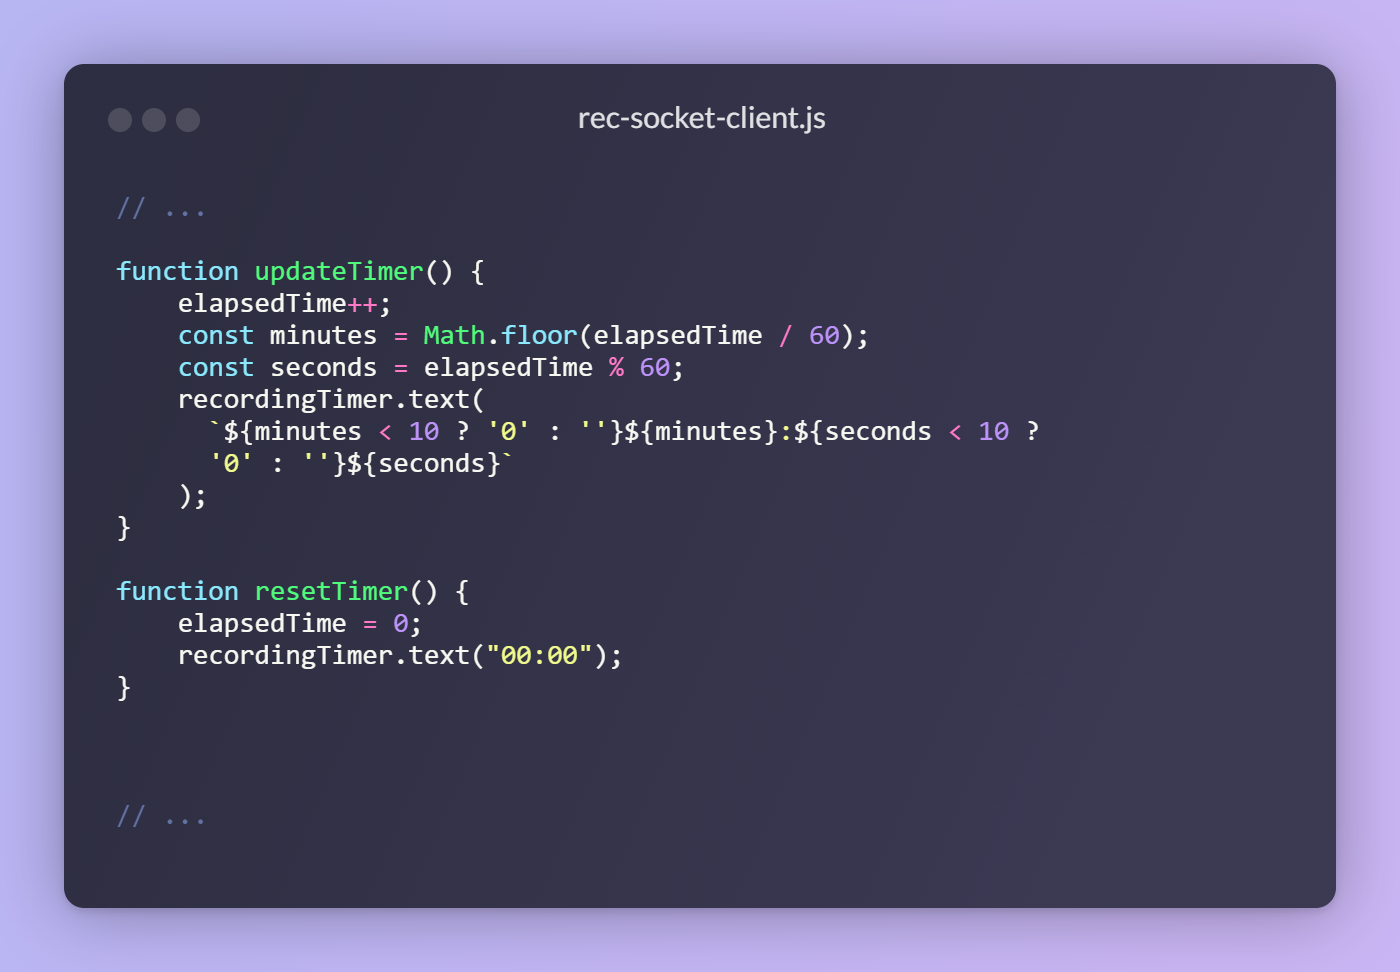 rec-socket-client.js
// ...
function updateTimer() {
    elapsedTime++;
    const minutes = Math.floor(elapsedTime / 60);
    const seconds = elapsedTime % 60;
    recordingTimer.text(
      `${minutes < 10 ? '0' : ''}${minutes}:${seconds < 10 ?
      '0' : ''}${seconds}`
    );
}
function resetTimer() {
    elapsedTime = 0;
    recordingTimer.text("00:00");
}
// ...